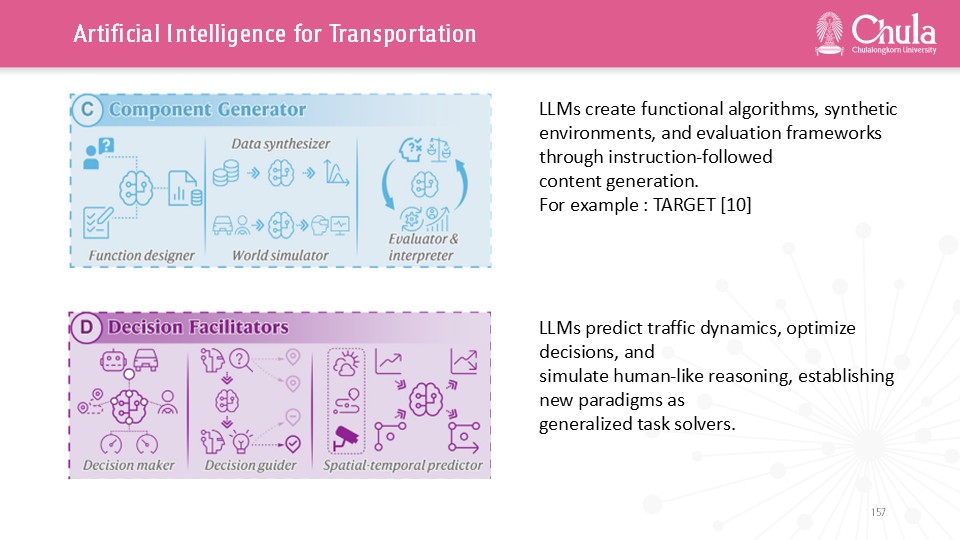 Artificial Intelligence for Transportation
Chula
Chulalongkorn University
C Component Generator
Data synthesizer
Function designer
World simulator
Evaluator &
interpreter
LLMs create functional algorithms, synthetic
environments, and evaluation frameworks
through instruction-followed
content generation.
For example : TARGET [10]
D Decision Facilitators
Decision maker
Decision guider
Spatial-temporal predictor
LLMs predict traffic dynamics, optimize
decisions, and
simulate human-like reasoning, establishing
new paradigms as
generalized task solvers.
157